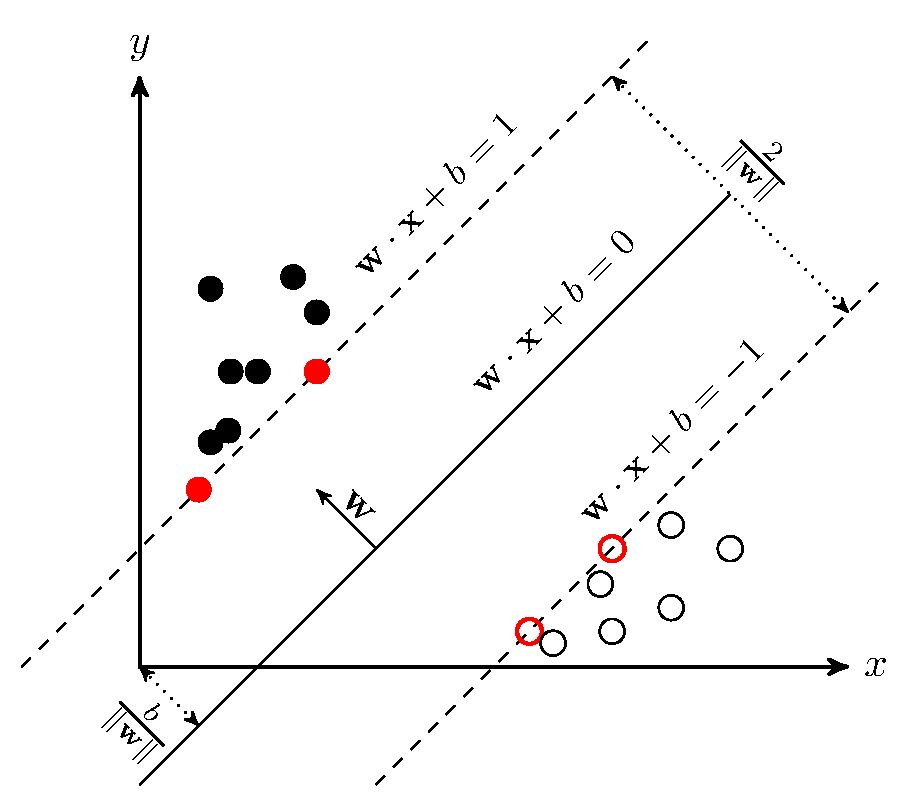 y
w · x + b = 1
2
‖w‖
w · x + b = 0
w · x + b = −1
w
x
b
‖w‖